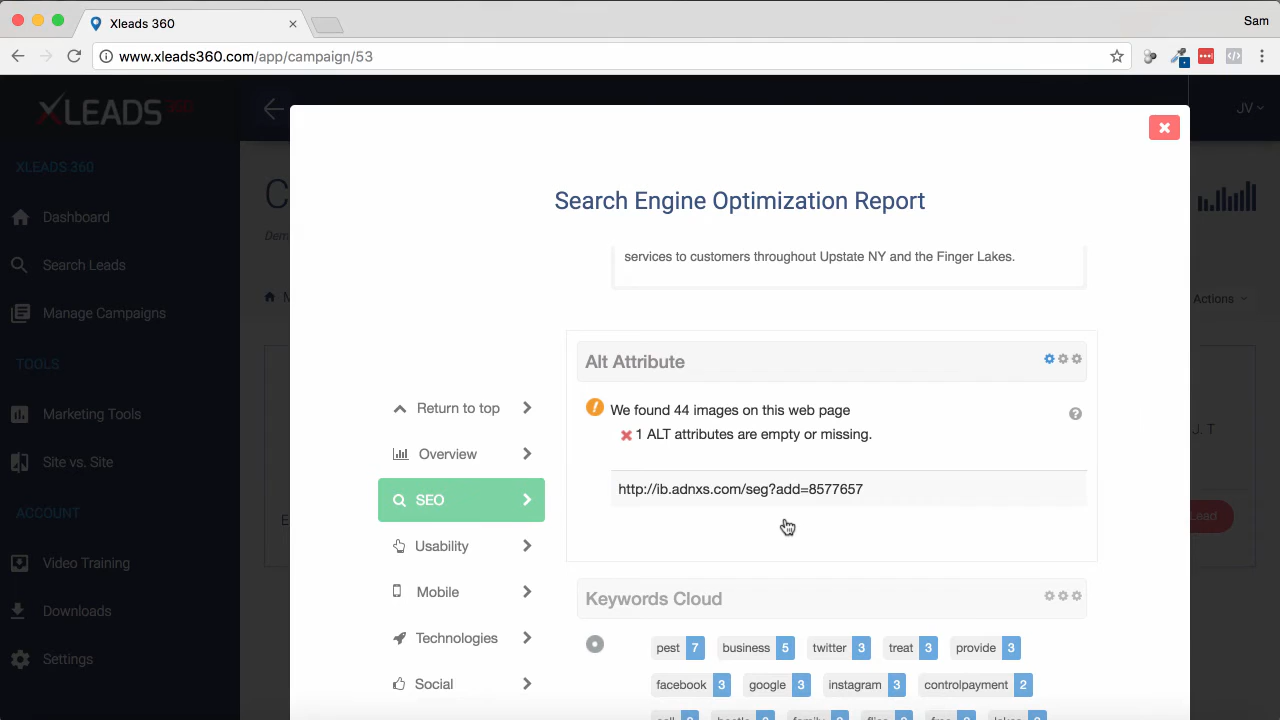 Xleads 360
Sam
www.xleads360.com/app/campaign/53
XLEADS 360
JV
XLEADS 360
Dashboard
Search Leads
Manage Campaigns
TOOLS
Marketing Tools
Site vs. Site
ACCOUNT
Video Training
Downloads
Settings
C
Dem
Actions
J. T
Lead
Search Engine Optimization Report
services to customers throughout Upstate NY and the Finger Lakes.
Return to top
Overview
SEO
Usability
Mobile
Technologies
Social
Alt Attribute
We found 44 images on this web page
1 ALT attributes are empty or missing.
http://ib.adnxs.com/seg?add=8577657
Keywords Cloud
pest 7 business 5 twitter 3 treat 3 provide 3
facebook 3 google 3 instagram 3 controlpayment 2